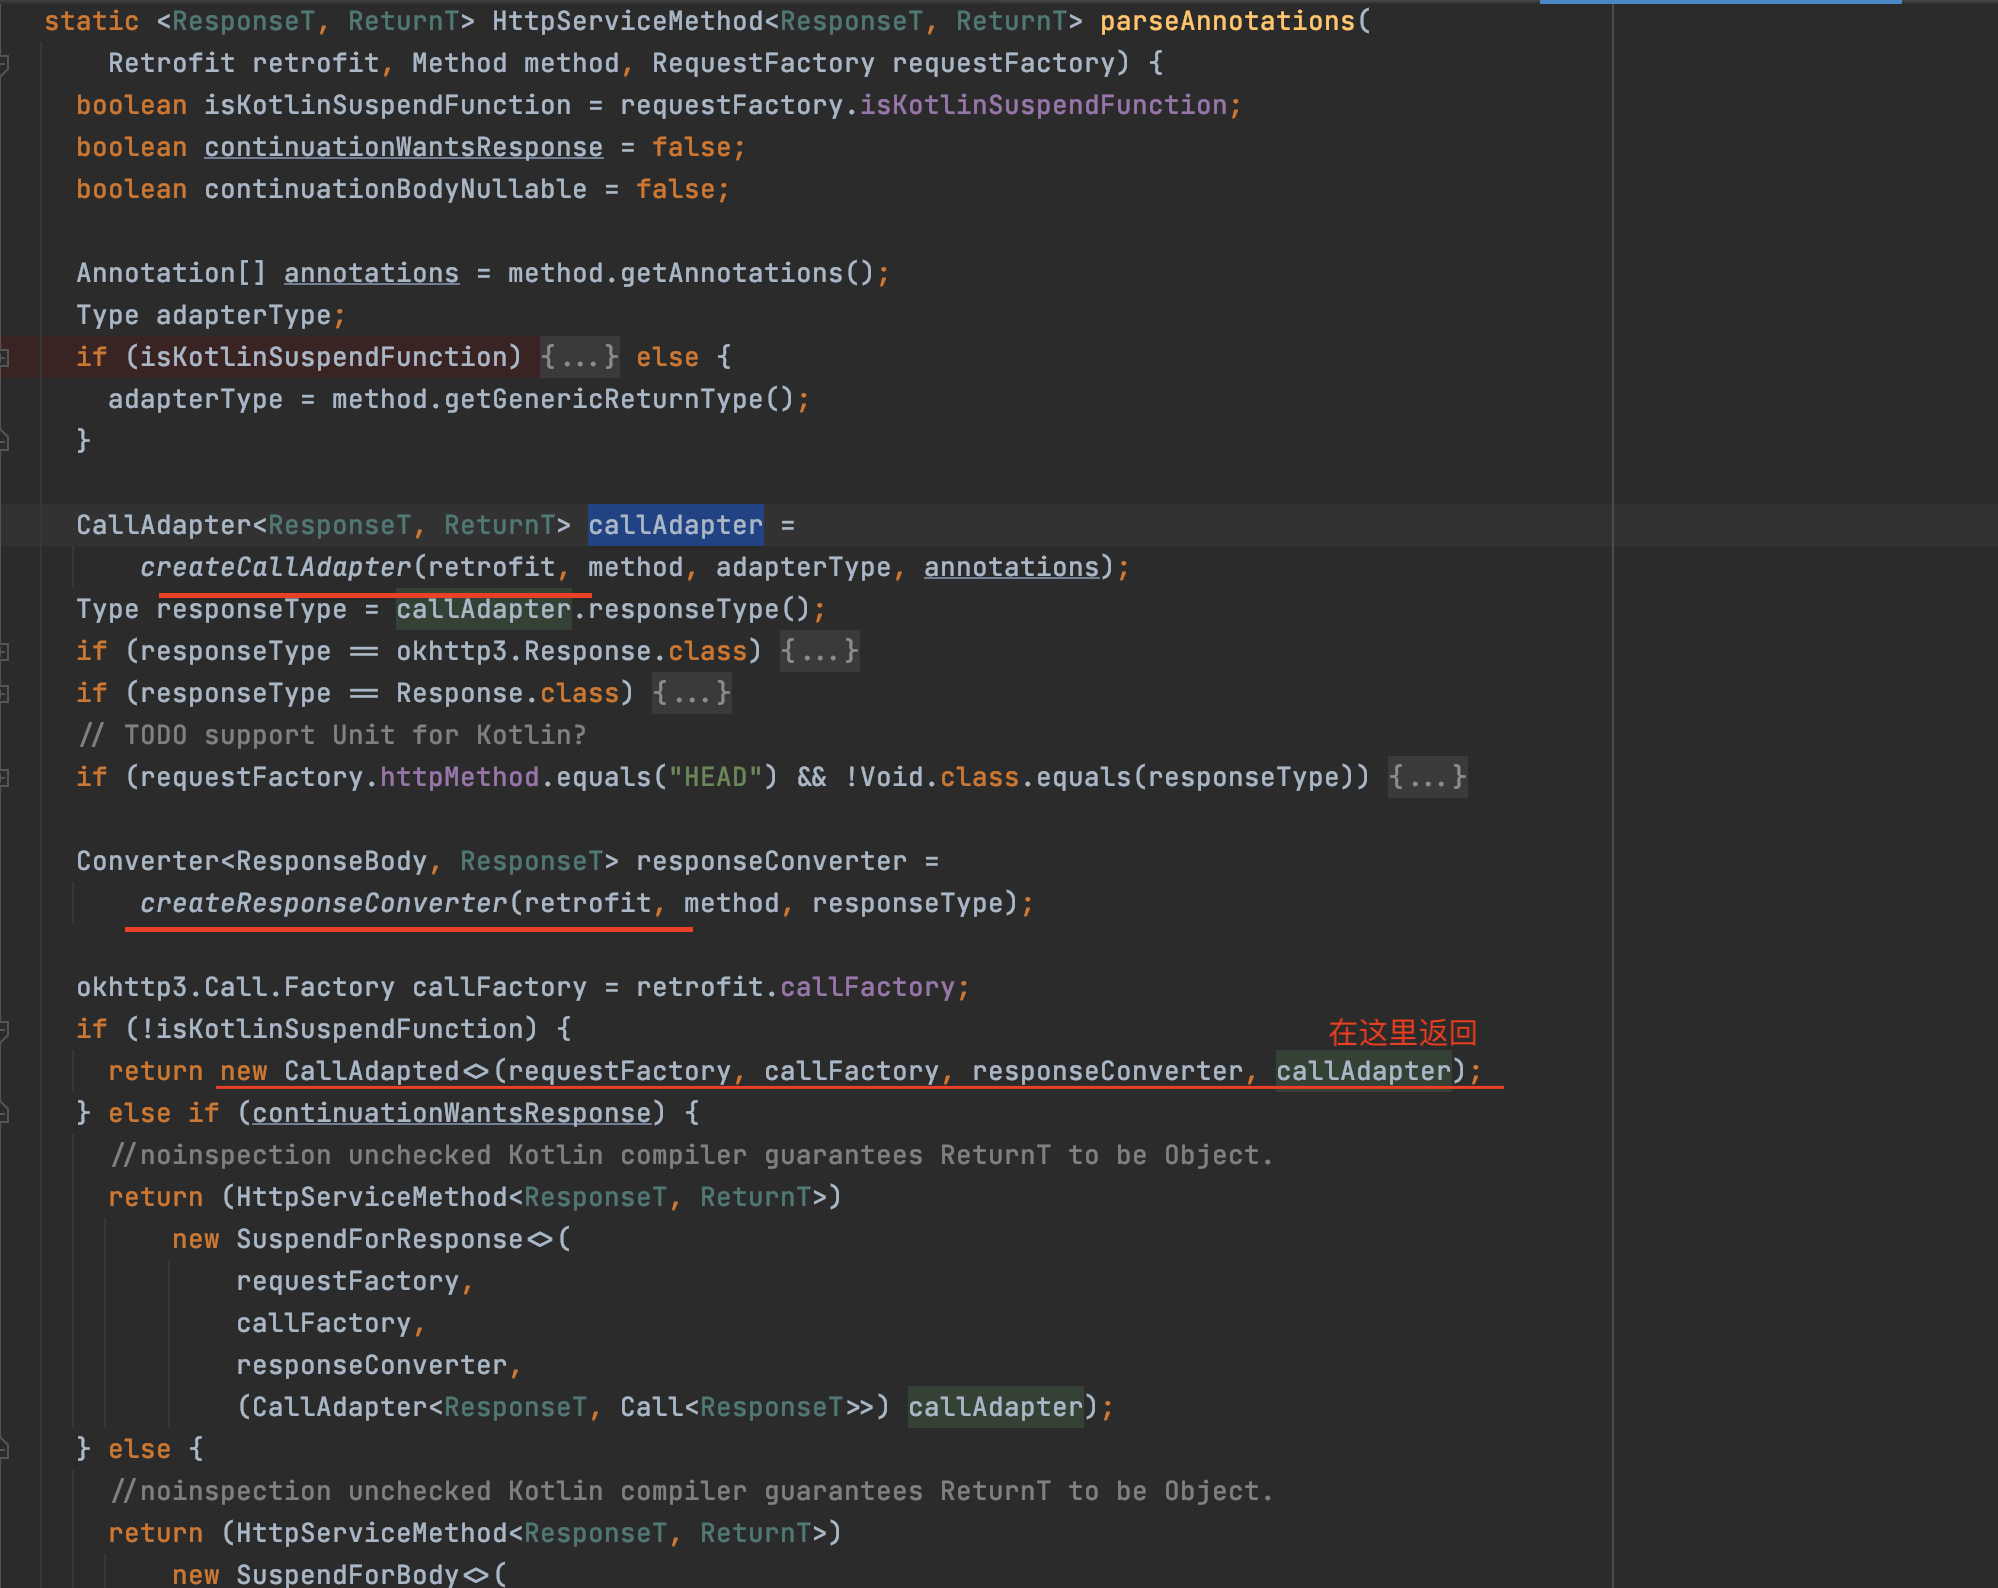 static <ResponseT, ReturnT> HttpServiceMethod<ResponseT, ReturnT> parseAnnotations(
Retrofit retrofit, Method method, RequestFactory requestFactory) {
boolean isKotlinSuspendFunction = requestFactory.isKotlinSuspendFunction;
boolean continuationWantsResponse = false;
boolean continuationBodyNullable = false;
Annotation[] annotations = method.getAnnotations();
Type adapterType;
if (isKotlinSuspendFunction) {...} else {
adapterType = method.getGenericReturnType();
}
CallAdapter<ResponseT, ReturnT> callAdapter =
createCallAdapter(retrofit, method, adapterType, annotations);
Type responseType = callAdapter.responseType();
if (responseType == okhttp3.Response.class) {...}
if (responseType == Response.class) {...}
// TODO support Unit for Kotlin?
if (requestFactory.httpMethod.equals("HEAD") && !Void.class.equals(responseType)) {...}
Converter<ResponseBody, ResponseT> responseConverter =
createResponseConverter(retrofit, method, responseType);
okhttp3.Call.Factory callFactory = retrofit.callFactory;
if (!isKotlinSuspendFunction) {
在这里返回
return new CallAdapted<>(requestFactory, callFactory, responseConverter, callAdapter);
} else if (continuationWantsResponse) {
//noinspection unchecked Kotlin compiler guarantees ReturnT to be Object.
return (HttpServiceMethod<ResponseT, ReturnT>)
new SuspendForResponse<>(
requestFactory,
callFactory,
responseConverter,
(CallAdapter<ResponseT, Call<ResponseT>>) callAdapter);
} else {
//noinspection unchecked Kotlin compiler guarantees ReturnT to be Object.
return (HttpServiceMethod<ResponseT, ReturnT>)
new SuspendForBody<>(